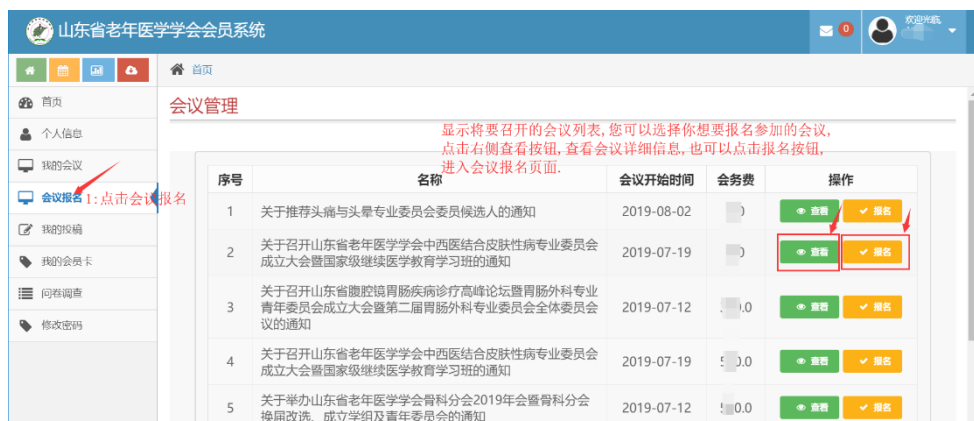 山东省老年医学学会会员系统
0
欢迎光临,
首页
首页
会议管理
个人信息
显示将要召开的会议列表,您可以选择你想要报名参加的会议,
点击右侧查看按钮,查看会议详细信息,也可以点击报名按钮,
进入会议报名页面.
我的会议
会议报名
1:点击会议报名
我的投稿
我的会员卡
问卷调查
修改密码
序号 名称 会议开始时间 会务费 操作
1 关于推荐头痛与头晕专业委员会委员候选人的通知 2019-08-02 查看 报名
2 关于召开山东省老年医学学会中西医结合皮肤性病专业委员会
成立大会暨国家级继续医学教育学习班的通知 2019-07-19 查看 报名
3 关于召开山东省腹腔镜胃肠疾病诊疗高峰论坛暨胃肠外科专业
青年委员会成立大会暨第二届胃肠外科专业委员会全体委员会
议的通知 2019-07-12 查看 报名
4 关于召开山东省老年医学学会中西医结合皮肤性病专业委员会
成立大会暨国家级继续医学教育学习班的通知 2019-07-19 查看 报名
5 关于举办山东省老年医学学会骨科分会2019年会暨骨科分会
换届改选、成立学组及青年委员会的通知 2019-07-12 查看 报名